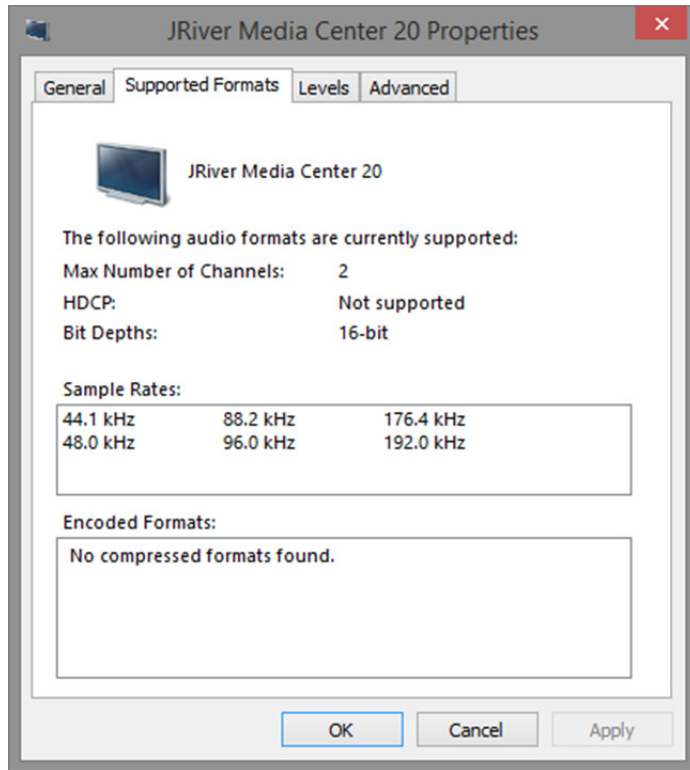 JRiver Media Center 20 Properties
General Supported Formats Levels Advanced
JRiver Media Center 20
The following audio formats are currently supported:
Max Number of Channels: 2
HDCP: Not supported
Bit Depths: 16-bit
Sample Rates:
44.1 kHz 88.2 kHz 176.4 kHz
48.0 kHz 96.0 kHz 192.0 kHz
Encoded Formats:
No compressed formats found.
OK Cancel Apply